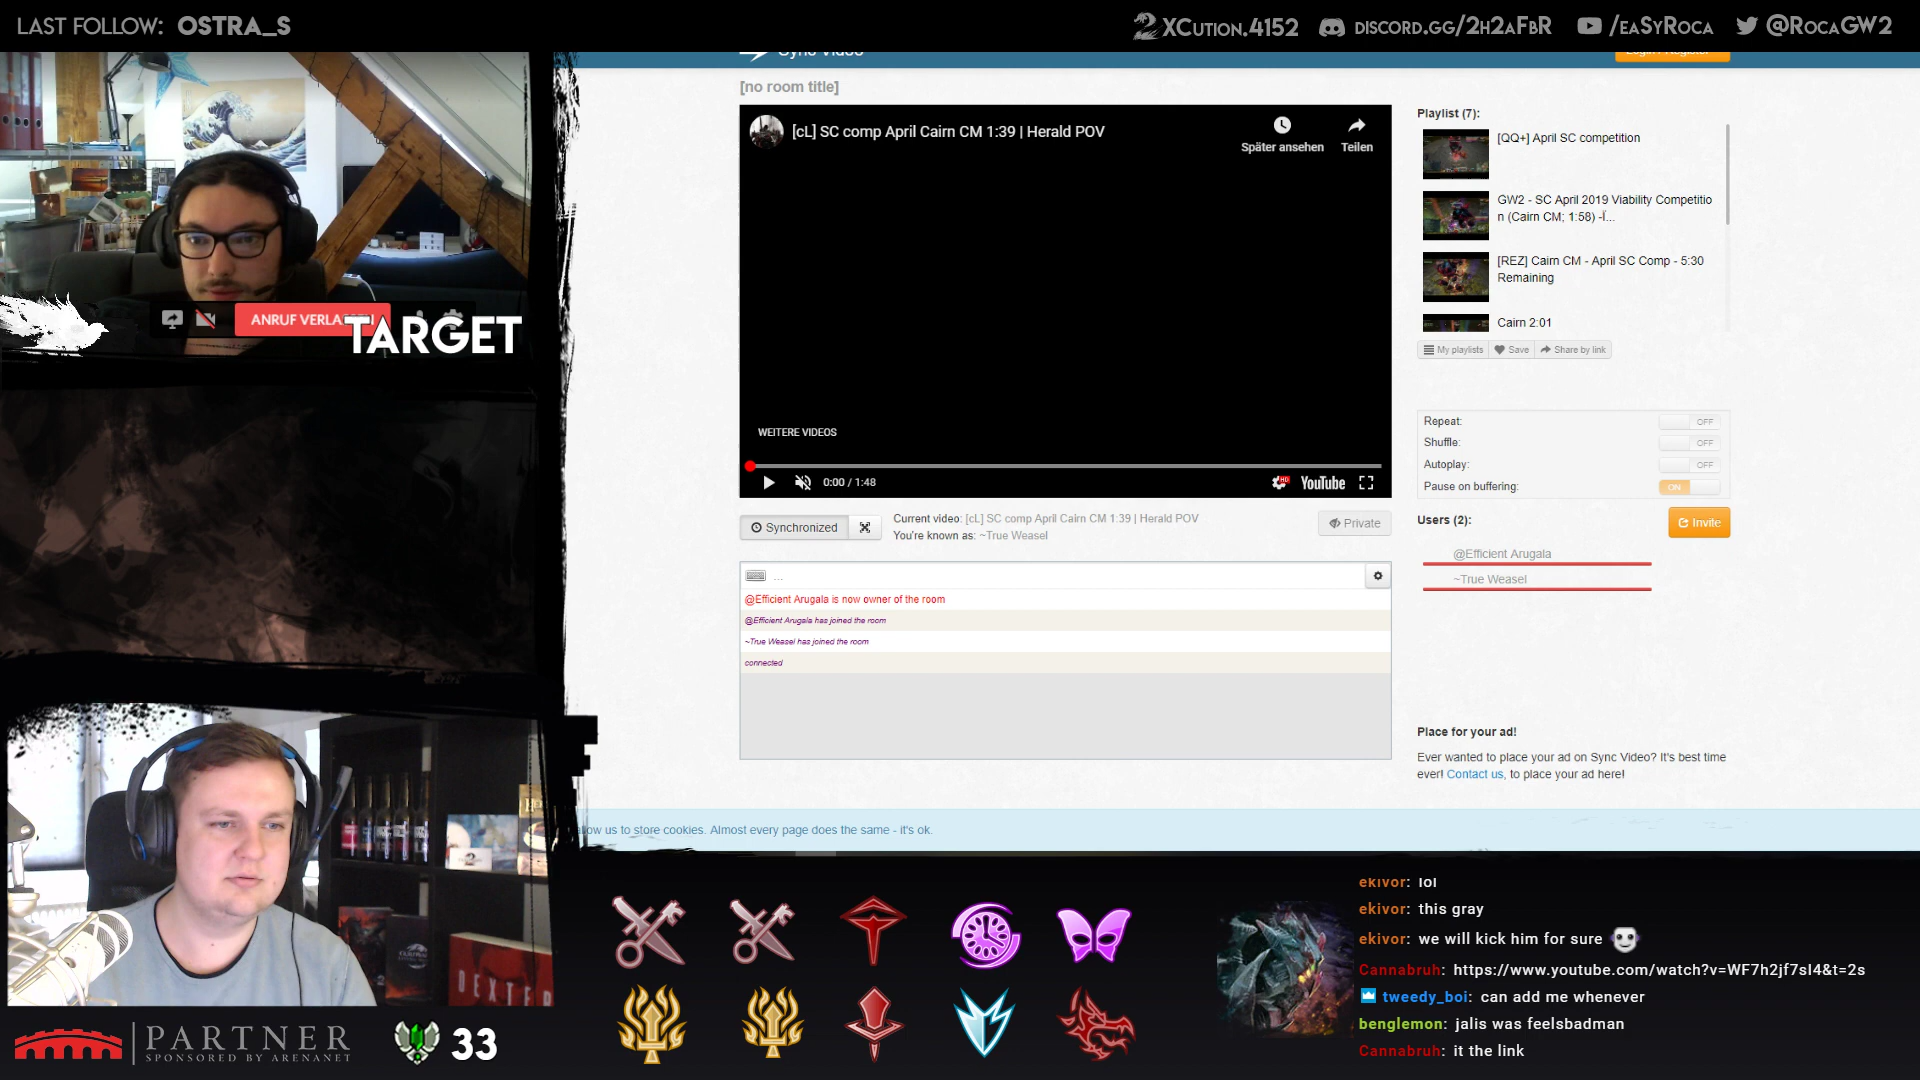 LAST FOLLOW: OSTRA_S
XCution.4152
discord.gg/2h2aFbR
/eaSyRoca
@RocaGW2
Sync Video
[no room title]
[cL] SC comp April Cairn CM 1:39 | Herald POV
Später ansehen
Teilen
WEITERE VIDEOS
0:00 / 1:48
HD
YouTube
Playlist (7):
[QQ+] April SC competition
GW2 - SC April 2019 Viability Competitio
n (Cairn CM; 1:58) -Ï...
[REZ] Cairn CM - April SC Comp - 5:30
Remaining
Cairn 2:01
My playlists
Save
Share by link
Repeat: OFF
Shuffle: OFF
Autoplay: OFF
Pause on buffering: ON
Synchronized
Current video: [cL] SC comp April Cairn CM 1:39 | Herald POV
You're known as: ~True Weasel
Private
Users (2):
Invite
@Efficient Arugala
~True Weasel
...
@Efficient Arugala is now owner of the room
@Efficient Arugala has joined the room
~True Weasel has joined the room
connected
Place for your ad!
Ever wanted to place your ad on Sync Video? It's best time
ever! Contact us, to place your ad here!
us to store cookies. Almost every page does the same - it's ok.
ANRUF
TARGET
DEXTER
PARTNER
SPONSORED BY ARENANET
33
ekivor: lol
ekivor: this gray
ekivor: we will kick him for sure
Cannabruh: https://www.youtube.com/watch?v=WF7h2jf7sI4&t=2s
tweedy_boi: can add me whenever
benglemon: jalis was feelsbadman
Cannabruh: it the link